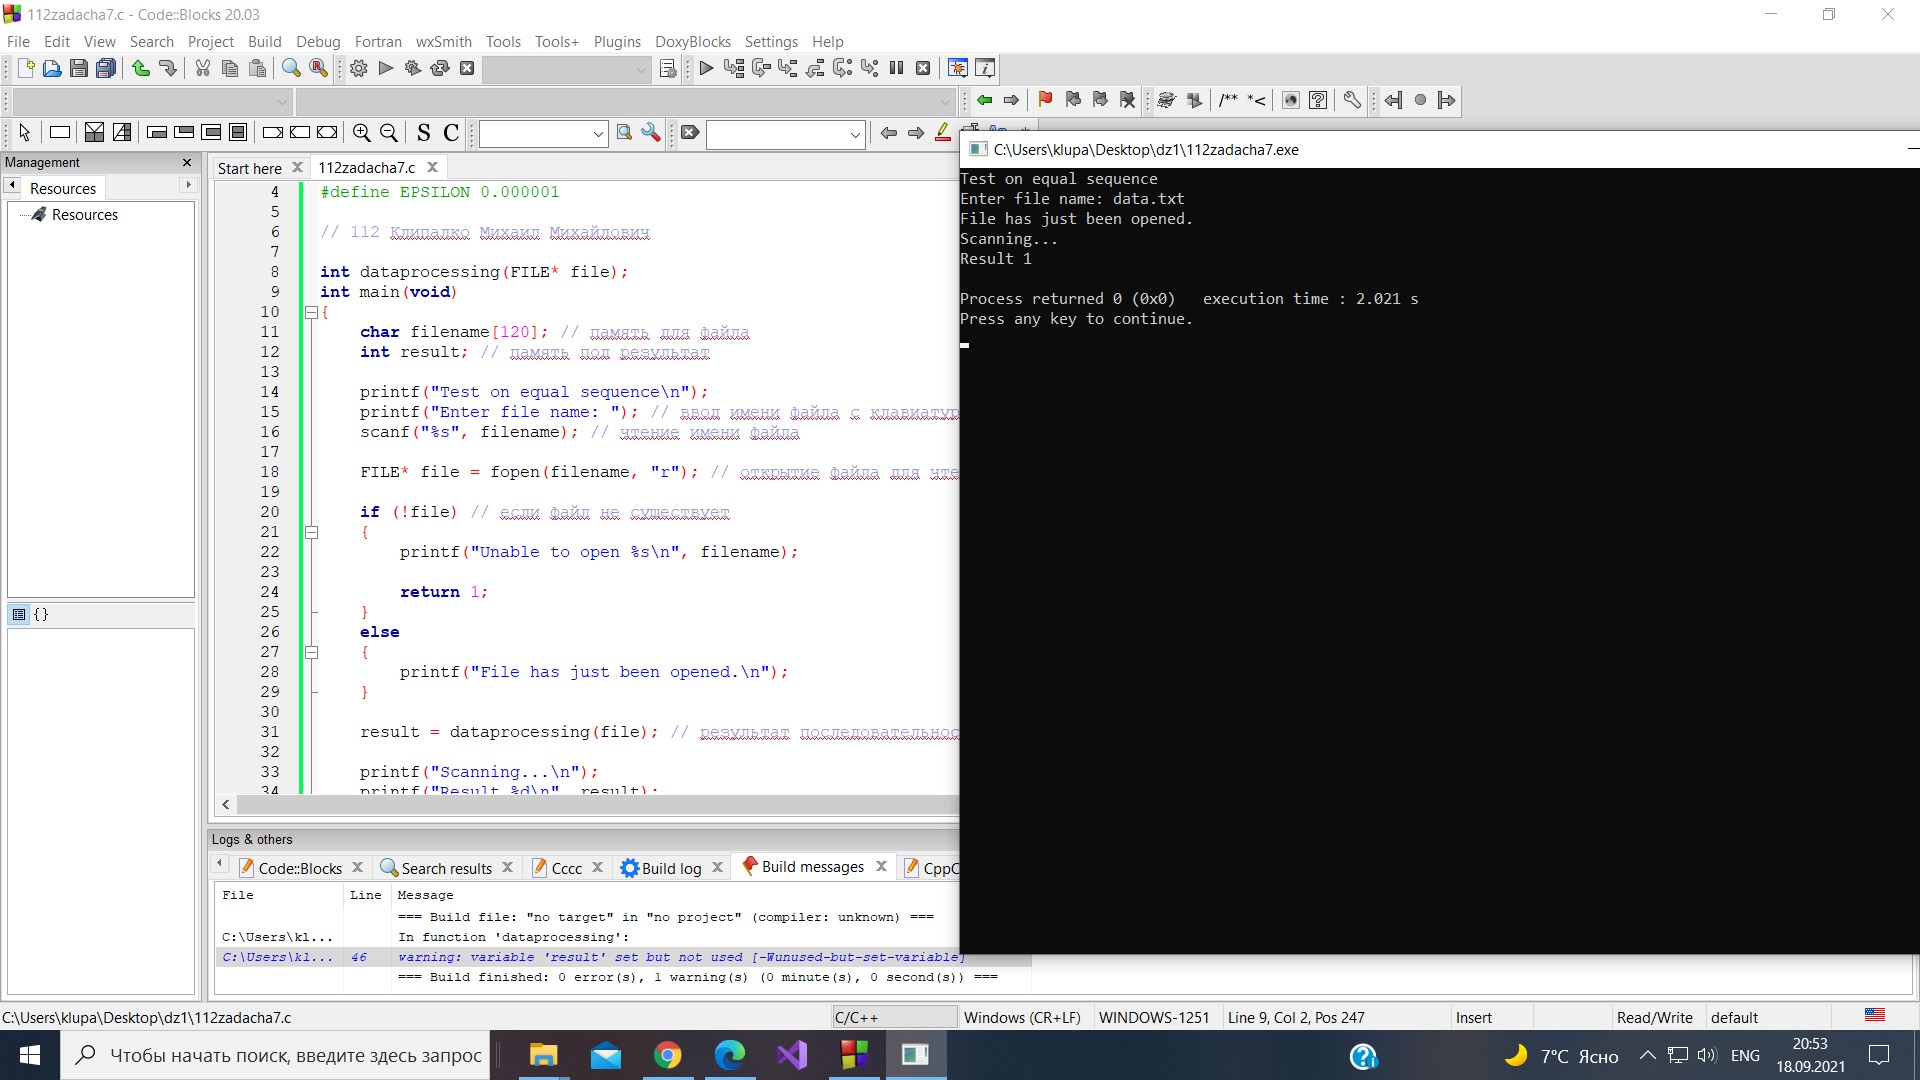 112zadacha7.c - Code::Blocks 20.03
File Edit View Search Project Build Debug Fortran wxSmith Tools Tools+ Plugins DoxyBlocks Settings Help
/** *<
S C
Management
Resources
Resources
{}
Start here 112zadacha7.c
4 #define EPSILON 0.000001
5
6 // 112 Клипалко Михаил Михайлович
7
8 int dataprocessing(FILE* file);
9 int main(void)
10 {
11 char filename[120]; // память для файла
12 int result; // память под результат
13
14 printf("Test on equal sequence\n");
15 printf("Enter file name: "); // ввод имени файла с клавиатур
16 scanf("%s", filename); // чтение имени файла
17
18 FILE* file = fopen(filename, "r"); // открытие файла для чте
19
20 if (!file) // если файл не существует
21 {
22 printf("Unable to open %s\n", filename);
23
24 return 1;
25 }
26 else
27 {
28 printf("File has just been opened.\n");
29 }
30
31 result = dataprocessing(file); // результат последовательнос
32
33 printf("Scanning...\n");
34 printf("Result %d\n", result);
C:\Users\klupa\Desktop\dz1\112zadacha7.exe
Test on equal sequence
Enter file name: data.txt
File has just been opened.
Scanning...
Result 1
Process returned 0 (0x0) execution time : 2.021 s
Press any key to continue.
Logs & others
Code::Blocks Search results Cccc Build log Build messages CppC
File Line Message
=== Build file: "no target" in "no project" (compiler: unknown) ===
C:\Users\kl... In function 'dataprocessing':
C:\Users\kl... 46 warning: variable 'result' set but not used [-Wunused-but-set-variable]
=== Build finished: 0 error(s), 1 warning(s) (0 minute(s), 0 second(s)) ===
C:\Users\klupa\Desktop\dz1\112zadacha7.c C/C++ Windows (CR+LF) WINDOWS-1251 Line 9, Col 2, Pos 247 Insert Read/Write default
Чтобы начать поиск, введите здесь запрос
7°C Ясно
ENG
20:53
18.09.2021